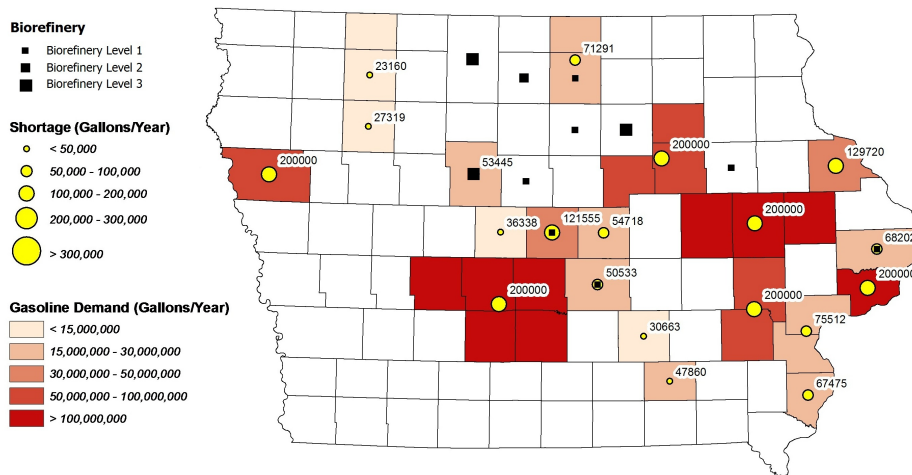 Biorefinery
Biorefinery Level 1
Biorefinery Level 2
Biorefinery Level 3
Shortage (Gallons/Year)
< 50,000
50,000 - 100,000
100,000 - 200,000
200,000 - 300,000
> 300,000
Gasoline Demand (Gallons/Year)
< 15,000,000
15,000,000 - 30,000,000
30,000,000 - 50,000,000
50,000,000 - 100,000,000
> 100,000,000
71291
23160
27319
200000
129720
200000
53445
36338
121555
54718
200000
68202
50533
200000
200000
200000
75512
30663
47860
67475